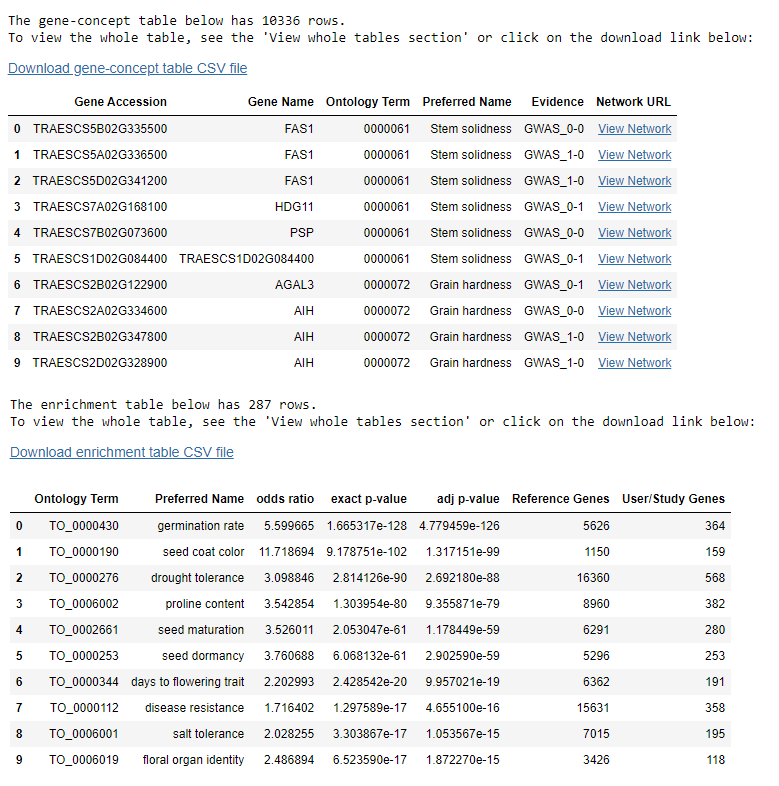 The gene-concept table below has 10336 rows.
To view the whole table, see the 'View whole tables section' or click on the download link below:
Download gene-concept table CSV file
Gene Accession Gene Name Ontology Term Preferred Name Evidence Network URL
0 TRAESCS5B02G335500 FAS1 0000061 Stem solidness GWAS_0-0 View Network
1 TRAESCS5A02G336500 FAS1 0000061 Stem solidness GWAS_1-0 View Network
2 TRAESCS5D02G341200 FAS1 0000061 Stem solidness GWAS_1-0 View Network
3 TRAESCS7A02G168100 HDG11 0000061 Stem solidness GWAS_0-1 View Network
4 TRAESCS7B02G073600 PSP 0000061 Stem solidness GWAS_0-0 View Network
5 TRAESCS1D02G084400 TRAESCS1D02G084400 0000061 Stem solidness GWAS_0-1 View Network
6 TRAESCS2B02G122900 AGAL3 0000072 Grain hardness GWAS_0-1 View Network
7 TRAESCS2A02G334600 AIH 0000072 Grain hardness GWAS_0-0 View Network
8 TRAESCS2B02G347800 AIH 0000072 Grain hardness GWAS_1-0 View Network
9 TRAESCS2D02G328900 AIH 0000072 Grain hardness GWAS_1-0 View Network
The enrichment table below has 287 rows.
To view the whole table, see the 'View whole tables section' or click on the download link below:
Download enrichment table CSV file
Ontology Term Preferred Name odds ratio exact p-value adj p-value Reference Genes User/Study Genes
0 TO_0000430 germination rate 5.599665 1.665317e-128 4.779459e-126 5626 364
1 TO_0000190 seed coat color 11.718694 9.178751e-102 1.317151e-99 1150 159
2 TO_0000276 drought tolerance 3.098846 2.814126e-90 2.692180e-88 16360 568
3 TO_0006002 proline content 3.542854 1.303954e-80 9.355871e-79 8960 382
4 TO_0002661 seed maturation 3.526011 2.053047e-61 1.178449e-59 6291 280
5 TO_0000253 seed dormancy 3.760688 6.068132e-61 2.902590e-59 5296 253
6 TO_0000344 days to flowering trait 2.202993 2.428542e-20 9.957021e-19 6362 191
7 TO_0000112 disease resistance 1.716402 1.297589e-17 4.655100e-16 15631 358
8 TO_0006001 salt tolerance 2.028255 3.303867e-17 1.053567e-15 7015 195
9 TO_0006019 floral organ identity 2.486894 6.523590e-17 1.872270e-15 3426 118